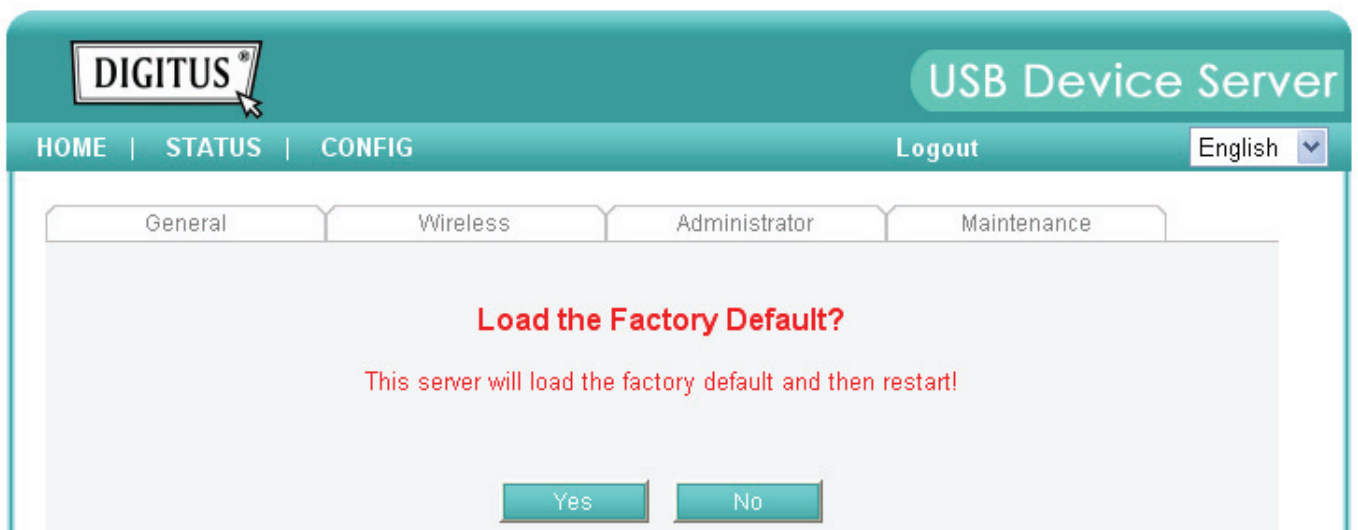 DIGITUS®
USB Device Server
HOME | STATUS | CONFIG Logout English
General Wireless Administrator Maintenance
Load the Factory Default?
This server will load the factory default and then restart!
Yes No